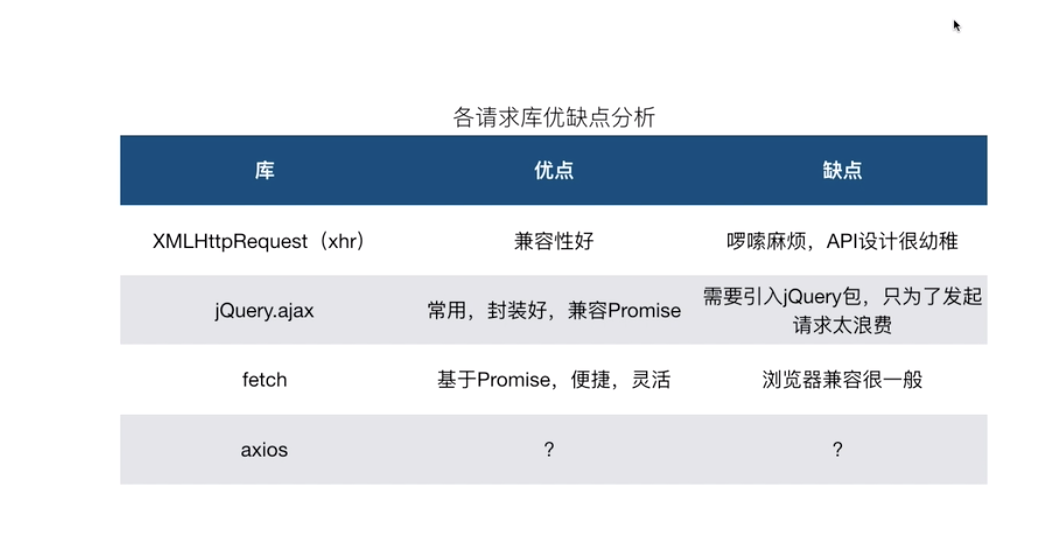 各请求库优缺点分析
库 优点 缺点
XMLHttpRequest（xhr） 兼容性好 啰嗦麻烦，API设计很幼稚
jQuery.ajax 常用，封装好，兼容Promise 需要引入jQuery包，只为了发起
请求太浪费
fetch 基于Promise，便捷，灵活 浏览器兼容很一般
axios ？ ？